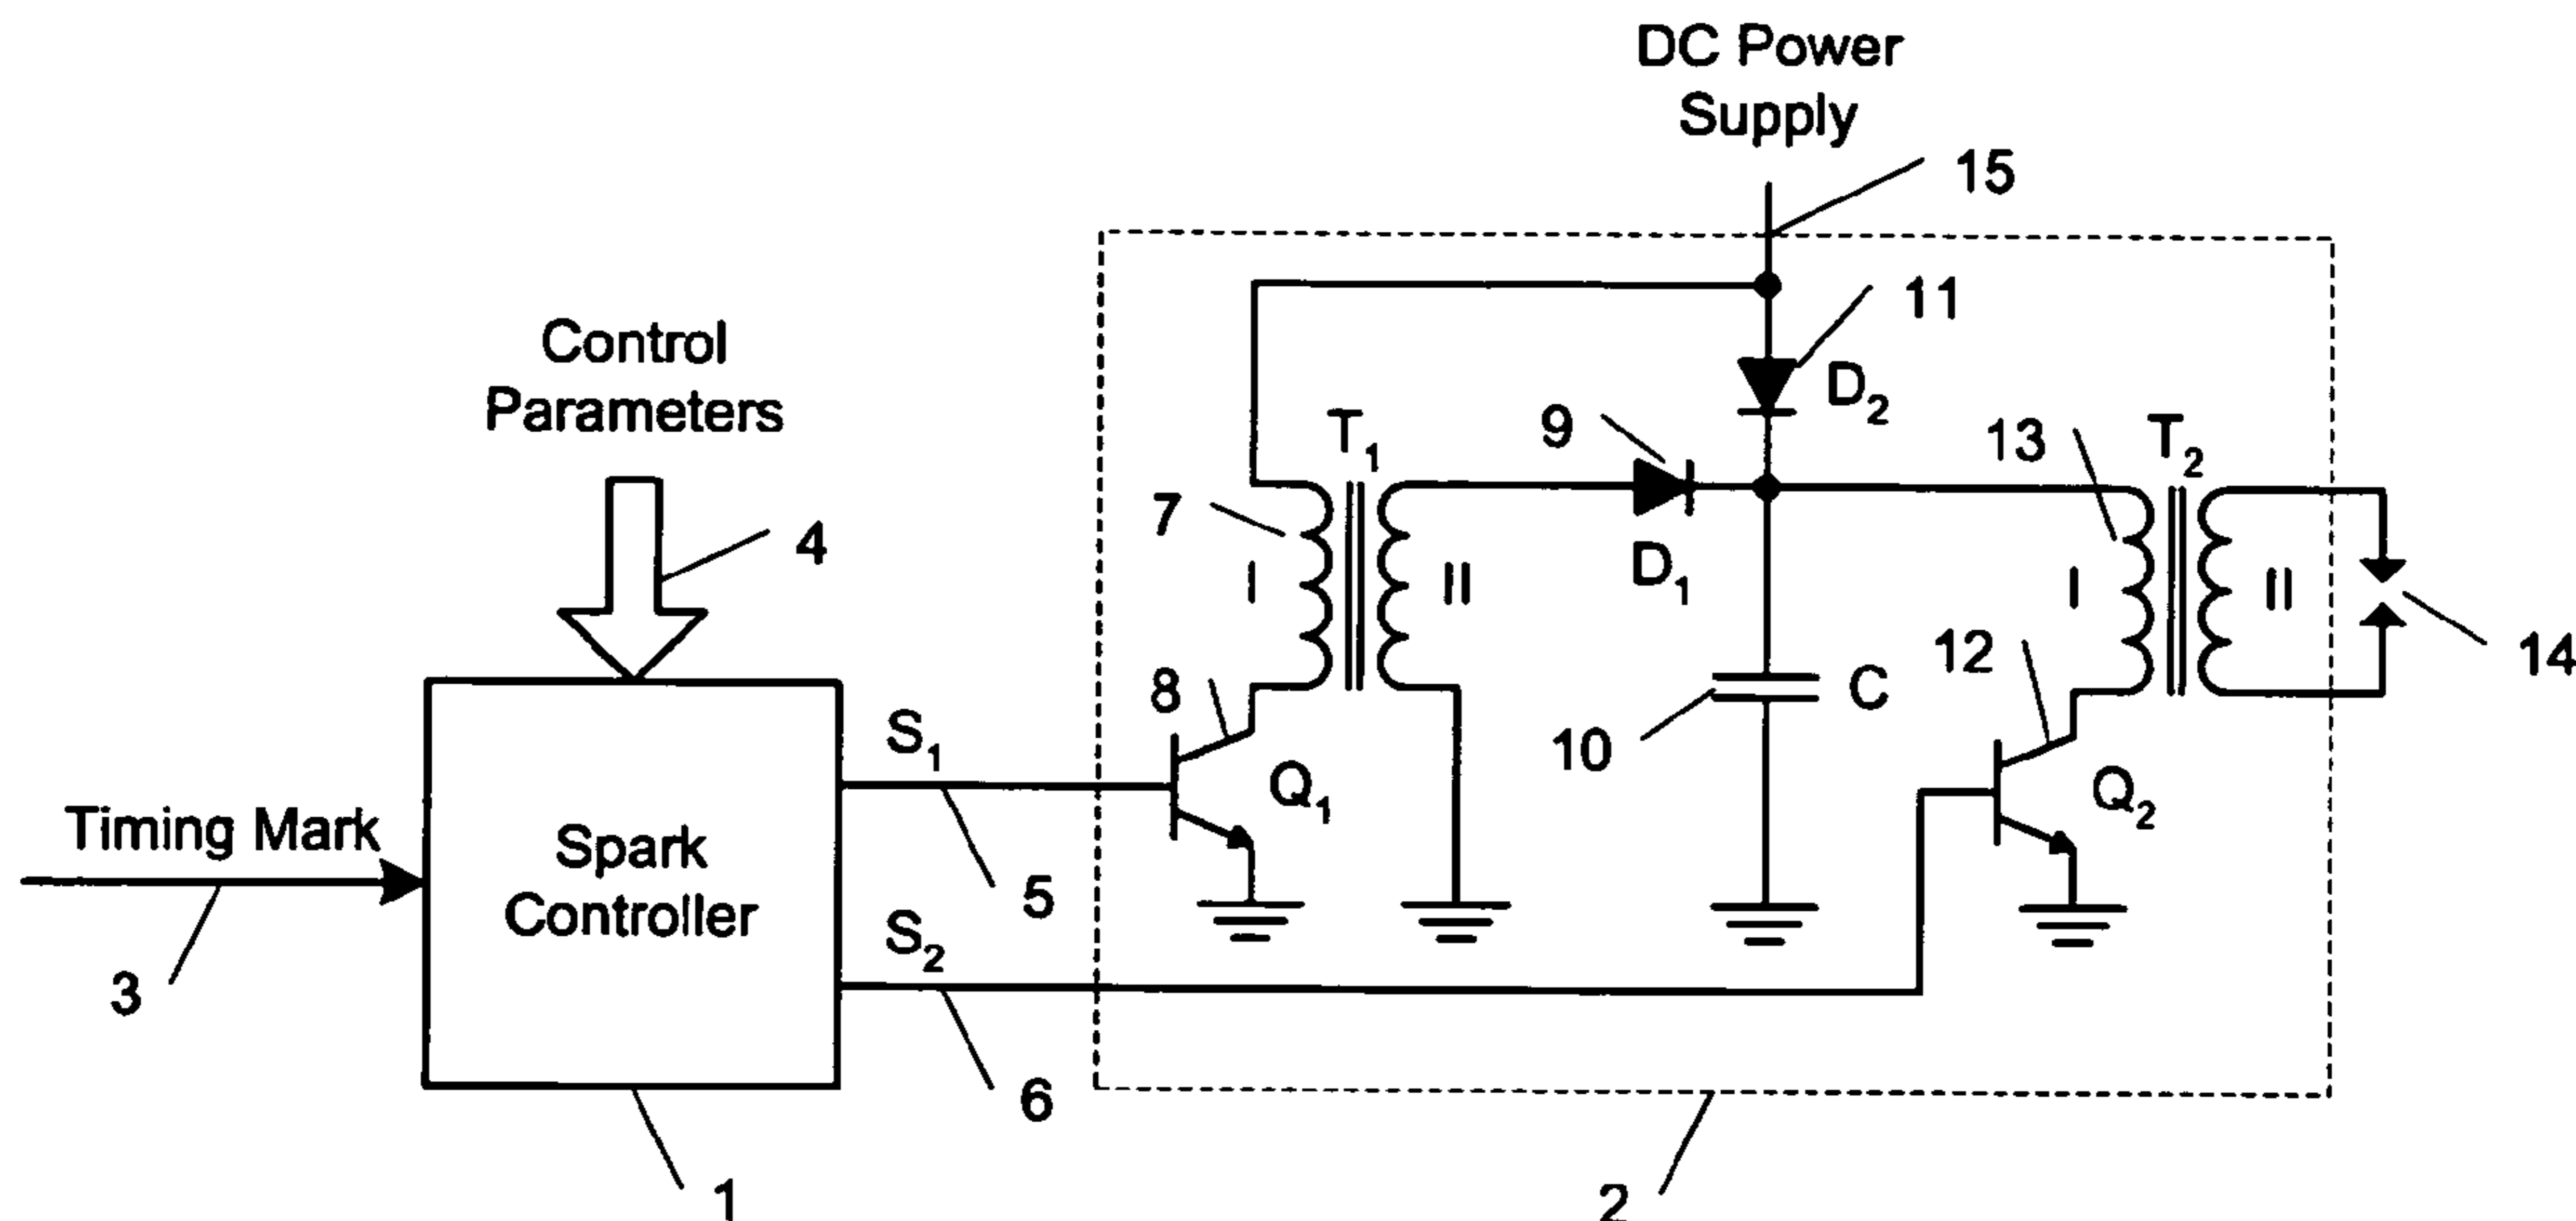 DC Power
Supply
15
11
Control
Parameters
D2
9
T1
13
T2
7
4
I
II
D1
I
II
14
8
12
S1
10
C
Q1
Q2
Timing Mark
Spark
Controller
5
S2
3
6
1
2